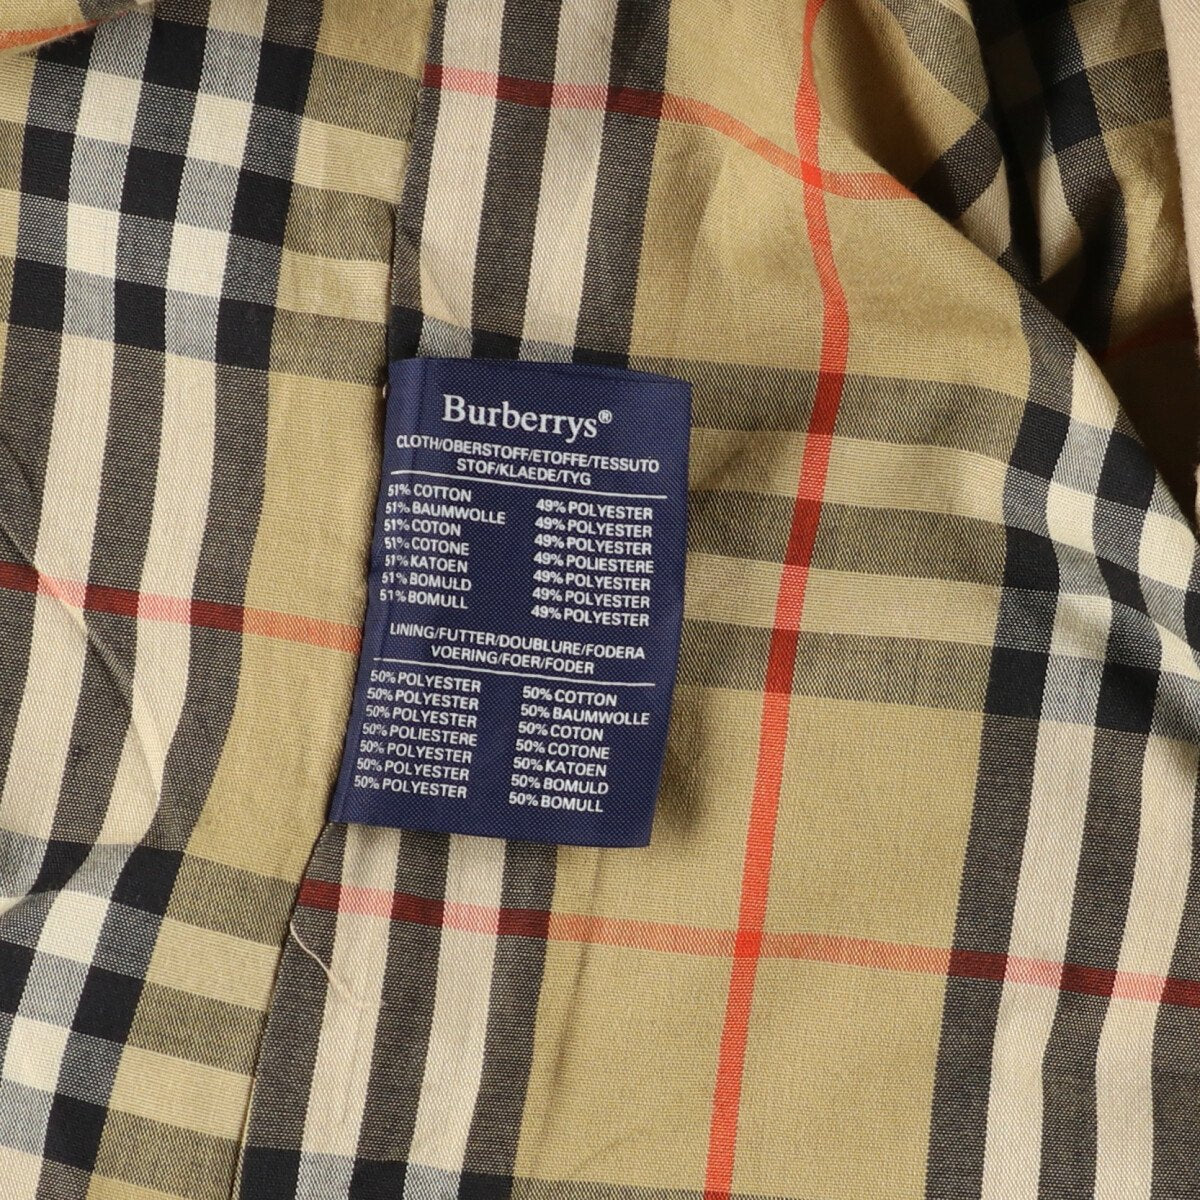 Burberrys®
CLOTH/OBERSTOFF/ETOFFE/TESSUTO
STOF/KLAEDE/TYG
51% COTTON 49% POLYESTER
51% BAUMWOLLE 49% POLYESTER
51% COTON 49% POLYESTER
51% COTONE 49% POLIESTERE
51% KATOEN 49% POLYESTER
51% BOMULD 49% POLYESTER
51% BOMULL 49% POLYESTER
LINING/FUTTER/DOUBLURE/FODERA
VOERING/FOER/FODER
50% POLYESTER 50% COTTON
50% POLYESTER 50% BAUMWOLLE
50% POLYESTER 50% COTON
50% POLIESTERE 50% COTONE
50% POLYESTER 50% KATOEN
50% POLYESTER 50% BOMULD
50% POLYESTER 50% BOMULL